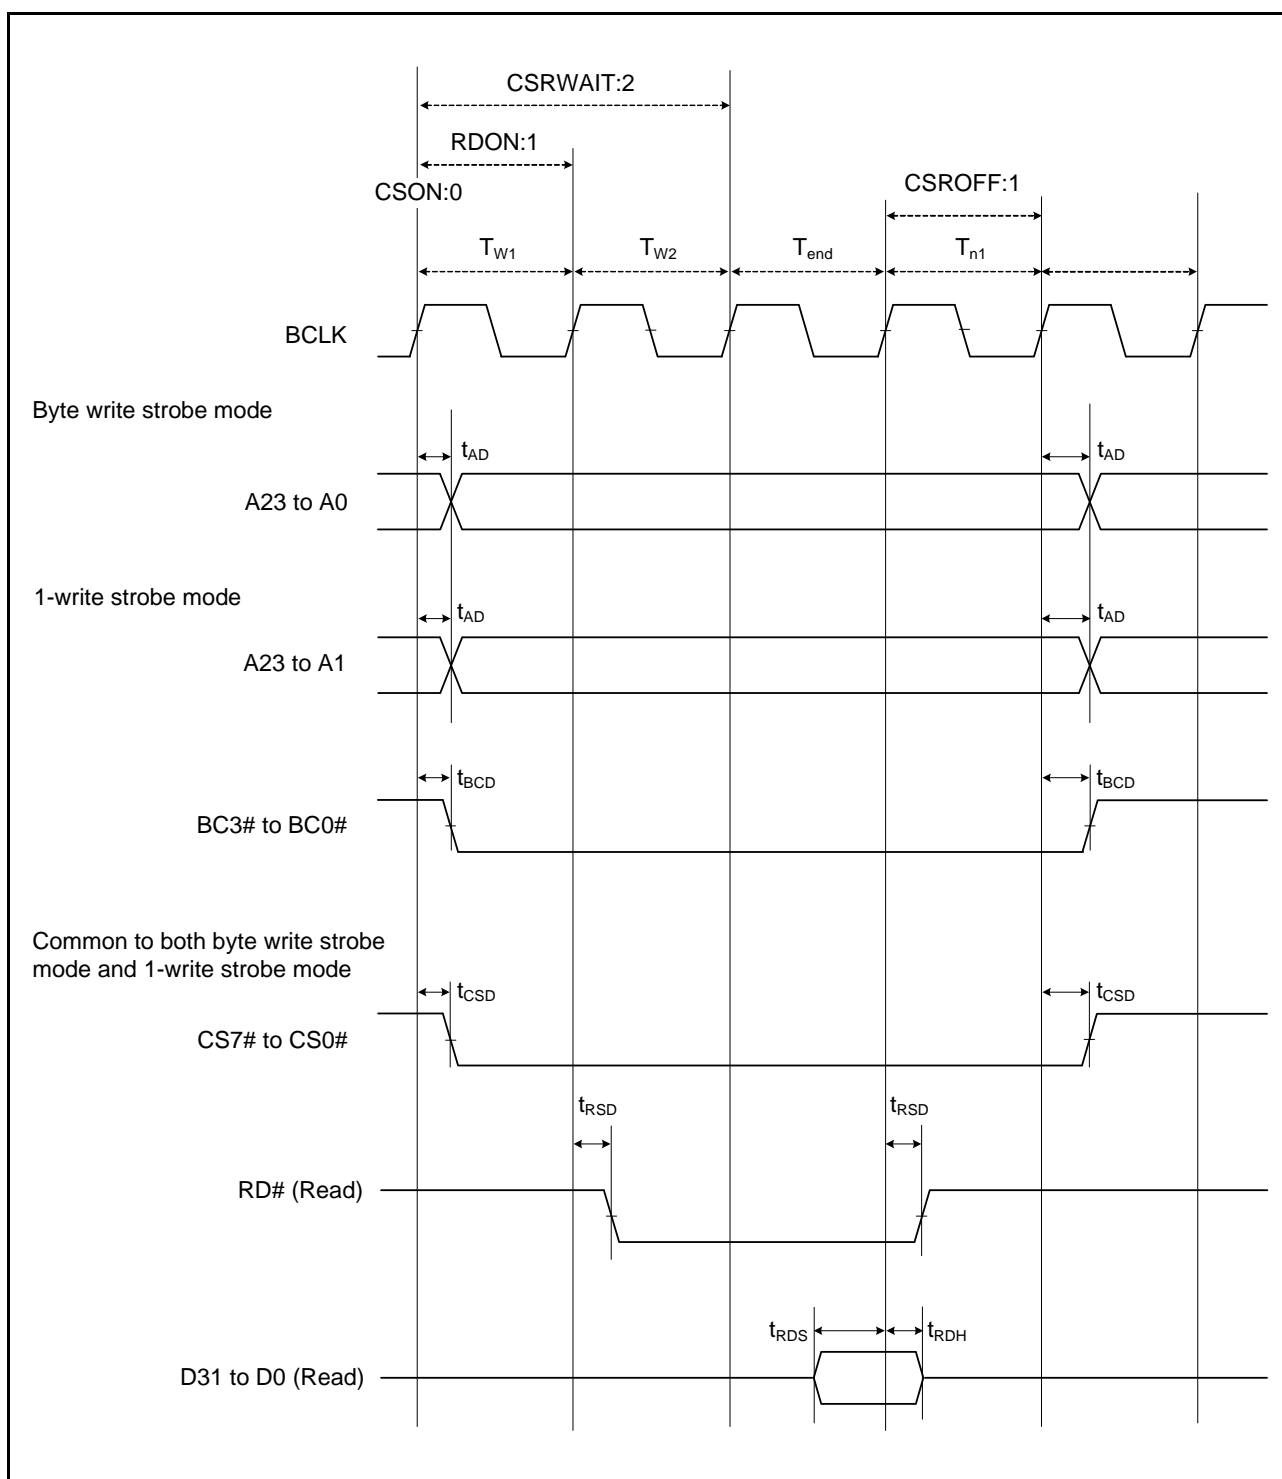 CSRWAIT:2
RDON:1
CSON:0
CSROFF:1
TW1 TW2 Tend Tn1
BCLK
Byte write strobe mode
tAD tAD
A23 to A0
1-write strobe mode
tAD tAD
A23 to A1
tBCD tBCD
BC3# to BC0#
Common to both byte write strobe
mode and 1-write strobe mode
tCSD tCSD
CS7# to CS0#
tRSD tRSD
RD# (Read)
tRDS tRDH
D31 to D0 (Read)